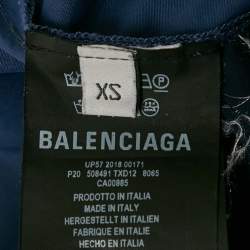 XS
BALENCIAGA
UP57 2018 00171
P20 508491 TXD12 8065
CA00885
PRODOTTO IN ITALIA
MADE IN ITALY
HERGESTELLT IN ITALIEN
FABRIQUE EN ITALIE
HECHO EN ITALIA